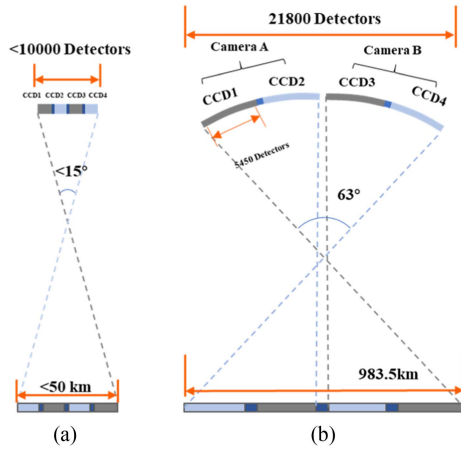 <10000 Detectors
CCD1 CCD2 CCD3 CCD4
<15°
<50 km
(a)
21800 Detectors
Camera A
Camera B
CCD1
CCD2
CCD3
CCD4
5450 Detectors
63°
983.5km
(b)